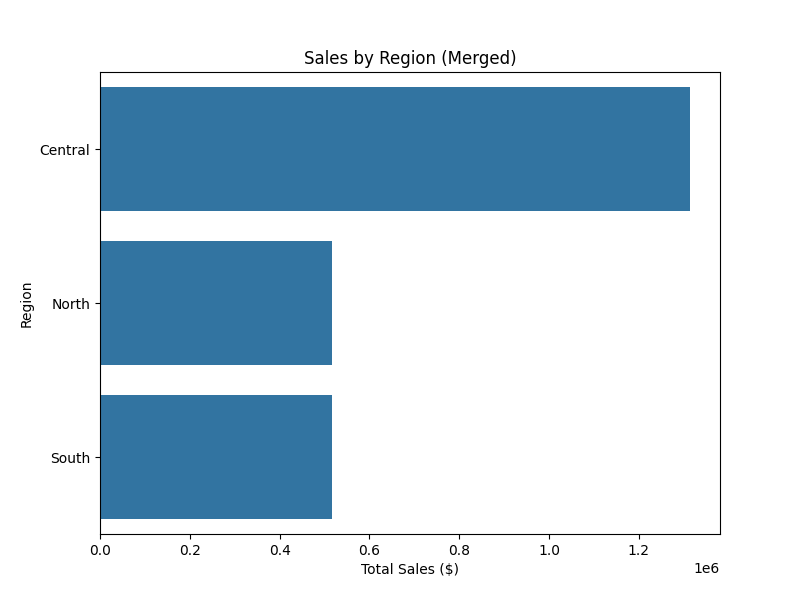 Sales by Region (Merged)
Central
North
South
Region
0.0 0.2 0.4 0.6 0.8 1.0 1.2
1e6
Total Sales ($)